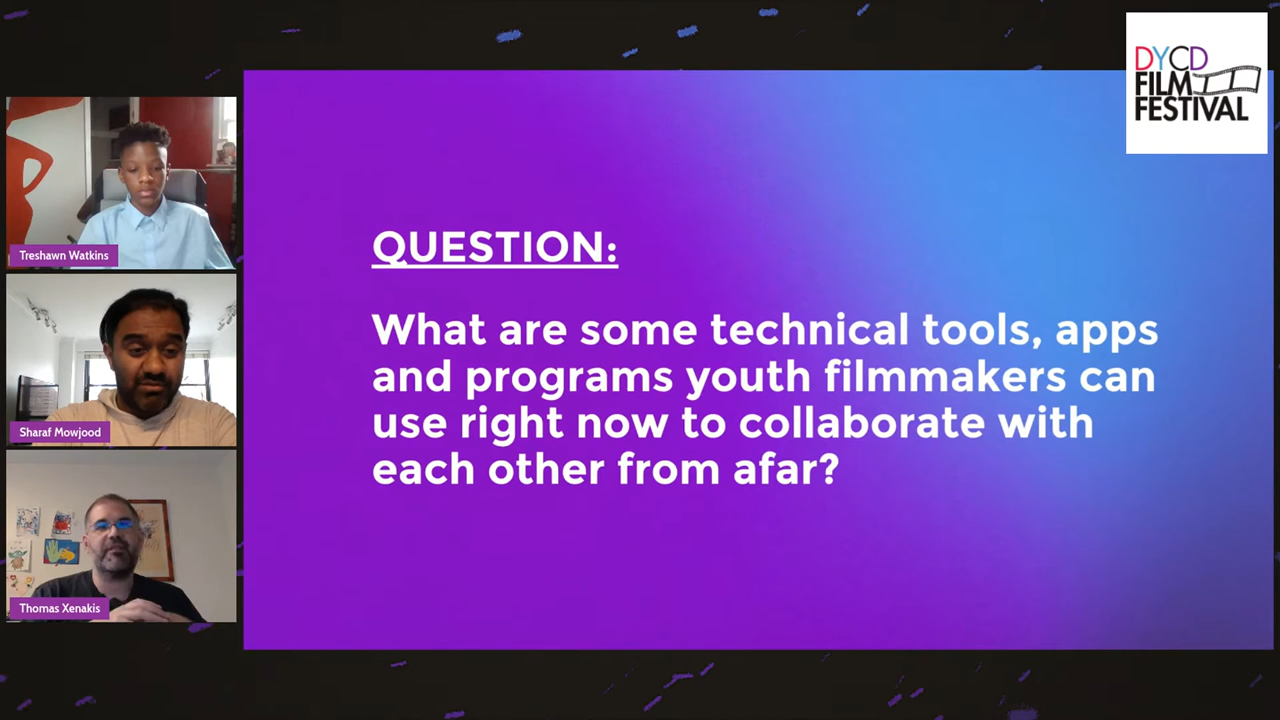 DYCD
FILM
FESTIVAL
Treshawn Watkins
Sharaf Mowjood
Thomas Xenakis
QUESTION:
What are some technical tools, apps
and programs youth filmmakers can
use right now to collaborate with
each other from afar?